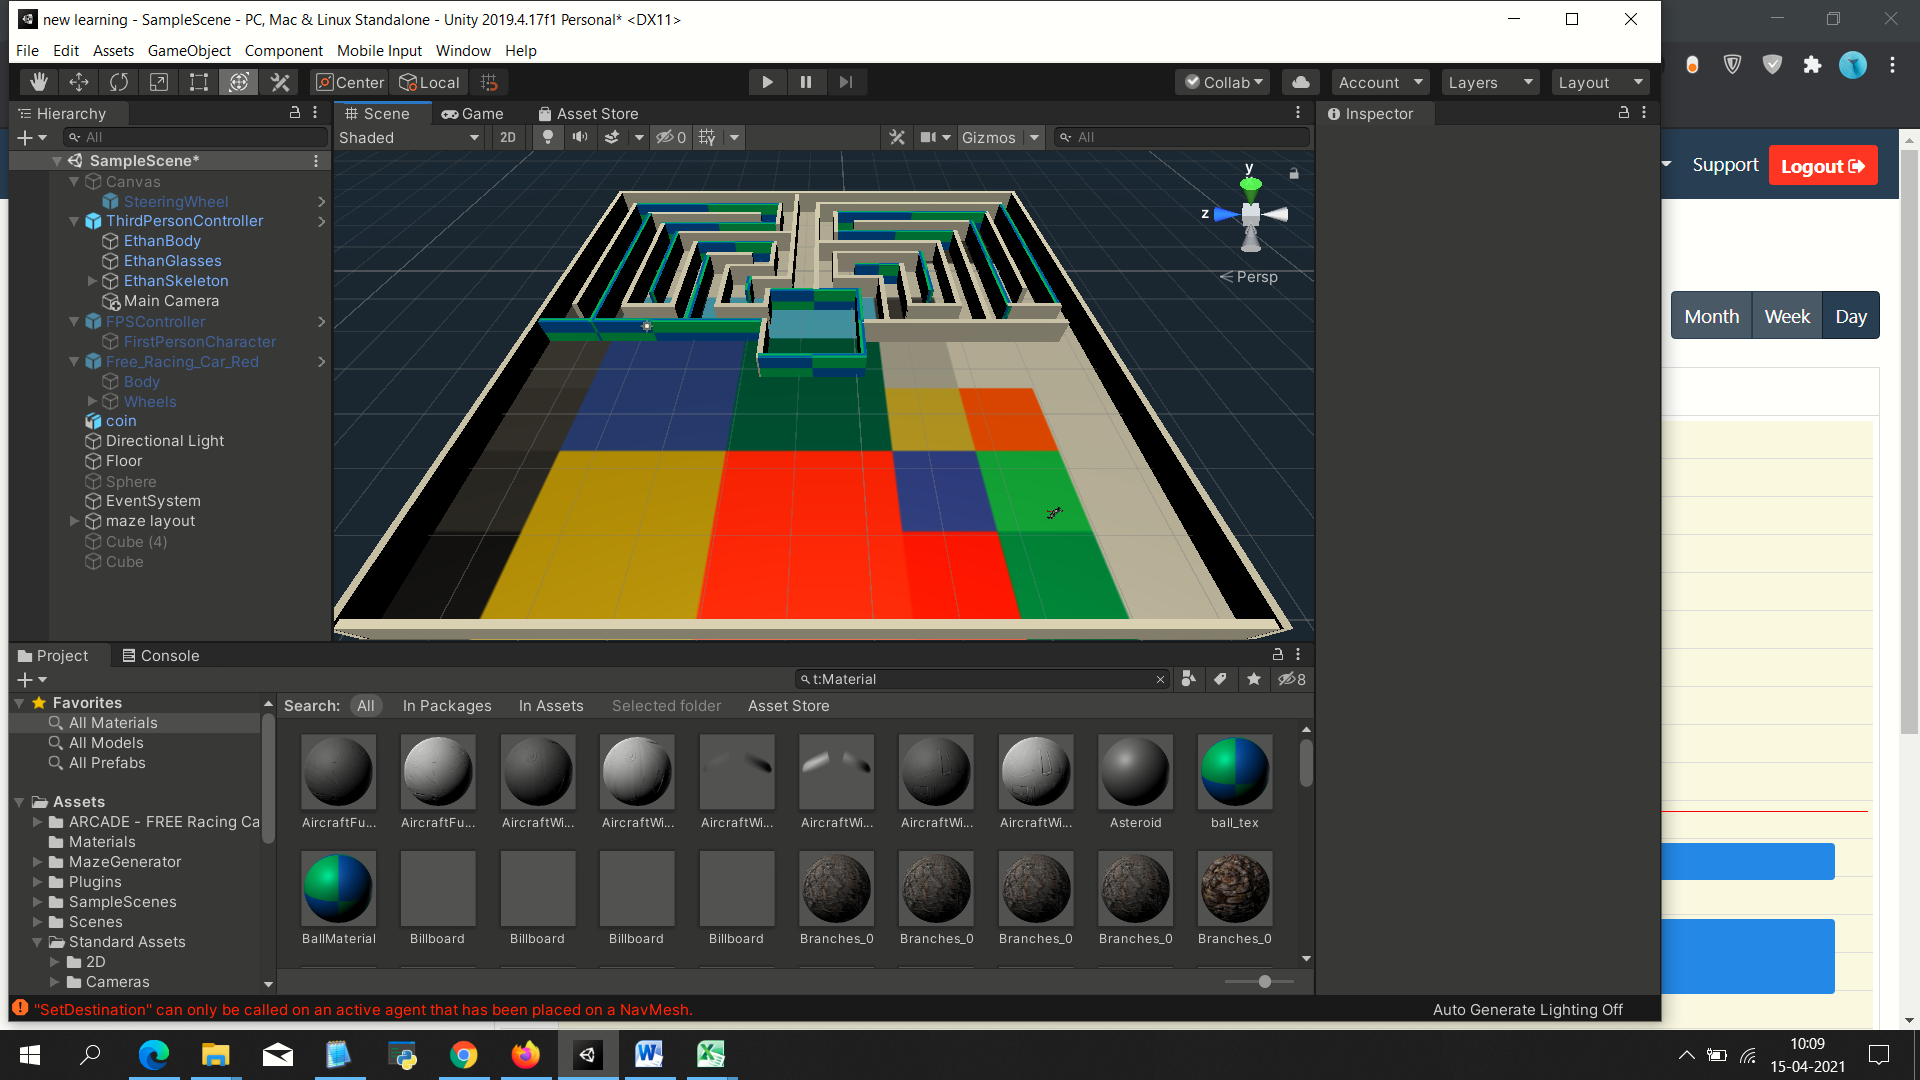 new learning - SampleScene - PC, Mac & Linux Standalone - Unity 2019.4.17f1 Personal* <DX11>
File Edit Assets GameObject Component Mobile Input Window Help
Center Local Collab Account Layers Layout
Hierarchy
All
SampleScene*
Canvas
SteeringWheel
ThirdPersonController
EthanBody
EthanGlasses
EthanSkeleton
Main Camera
FPSController
FirstPersonCharacter
Free_Racing_Car_Red
Body
Wheels
coin
Directional Light
Floor
Sphere
EventSystem
maze layout
Cube (4)
Cube
Scene Game Asset Store
Shaded 2D 0 Gizmos All
y
z
Persp
Inspector
Support Logout
Month Week Day
Project Console
t:Material
8
Favorites
All Materials
All Models
All Prefabs
Assets
ARCADE - FREE Racing Ca
Materials
MazeGenerator
Plugins
SampleScenes
Scenes
Standard Assets
2D
Cameras
Search: All In Packages In Assets Selected folder Asset Store
AircraftFu... AircraftFu... AircraftWi... AircraftWi... AircraftWi... AircraftWi... AircraftWi... AircraftWi... Asteroid ball_tex
BallMaterial Billboard Billboard Billboard Billboard Branches_0 Branches_0 Branches_0 Branches_0 Branches_0
"SetDestination" can only be called on an active agent that has been placed on a NavMesh.
Auto Generate Lighting Off
10:09
15-04-2021